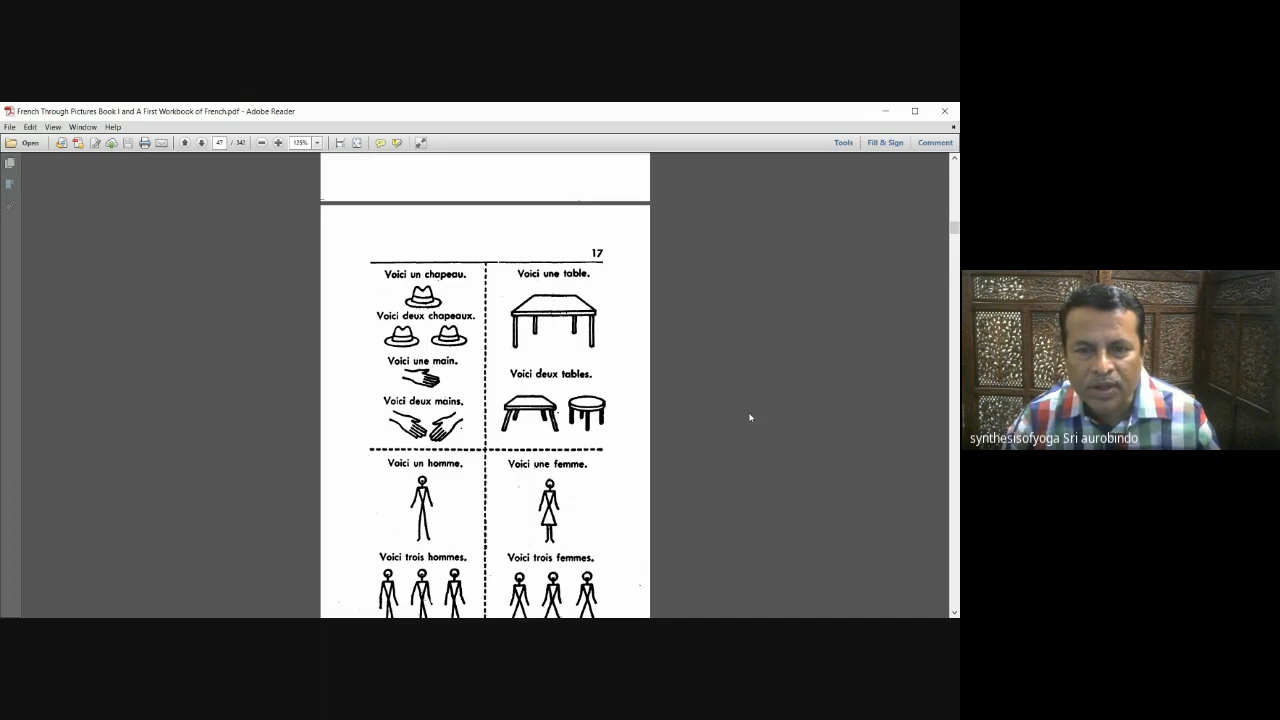 French Through Pictures Book I and A First Workbook of French.pdf - Adobe Reader
File Edit View Window Help
Open 47 / 342 125% Tools Fill & Sign Comment
17
Voici un chapeau.
Voici deux chapeaux.
Voici une main.
Voici deux mains.
Voici une table.
Voici deux tables.
Voici un homme.
Voici trois hommes.
Voici une femme.
Voici trois femmes.
synthesisofyoga Sri aurobindo